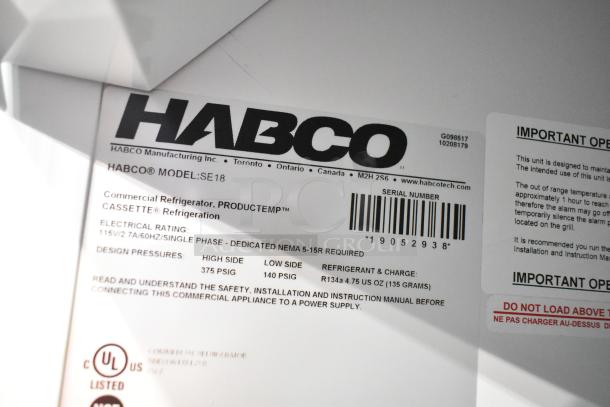 HABCO
HABCO Manufacturing Inc. • Toronto • Ontario • Canada • M2H 2S6 • www.habcotech.com
G098517
10208179
HABCO® MODEL:SE18
SERIAL NUMBER
*19052938*
Commercial Refrigerator, PRODUCTEMP™
CASSETTE® Refrigeration
ELECTRICAL RATING:
115V/2.7A/60HZ/SINGLE PHASE - DEDICATED NEMA 5-15R REQUIRED
DESIGN PRESSURES: HIGH SIDE LOW SIDE REFRIGERANT & CHARGE:
375 PSIG 140 PSIG R134a 4.75 US OZ (135 GRAMS)
READ AND UNDERSTAND THE SAFETY, INSTALLATION AND INSTRUCTION MANUAL BEFORE
CONNECTING THIS COMMERCIAL APPLIANCE TO A POWER SUPPLY.
C UL US
LISTED
COMMERCIAL REFRIGERATOR
IMPORTANT OPE
This unit is designed to mainta
The intended use of this unit is
The out of range temperature
approximately 1 hour to reach
therefore the alarm may go off
temporarily silence the alarm p
located on the grill.
It is recommended you run the
Installation and Instruction Ma
IMPORTANT OPE
DO NOT LOAD ABOVE T
NE PAS CHARGER AU-DESSUS D